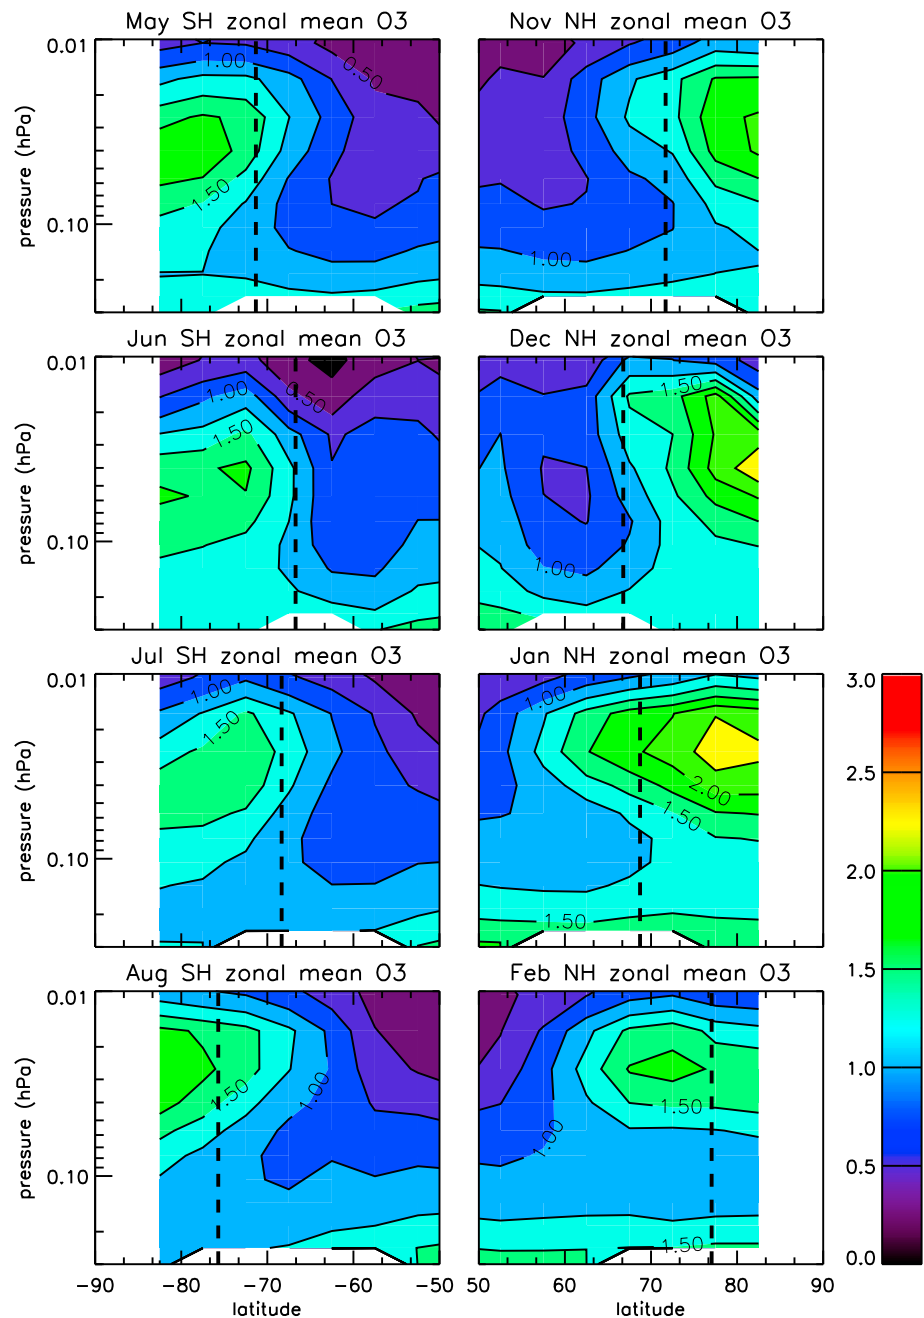 May SH zonal mean O3
Nov NH zonal mean O3
0.01
pressure (hPa)
0.10
1.00
0.50
1.50
1.00
Jun SH zonal mean O3
Dec NH zonal mean O3
0.01
pressure (hPa)
0.10
1.00
0.50
1.50
1.50
1.00
Jul SH zonal mean O3
Jan NH zonal mean O3
0.01
pressure (hPa)
0.10
1.00
1.50
1.00
2.00
1.50
1.50
3.0
2.5
2.0
1.5
1.0
0.5
0.0
Aug SH zonal mean O3
Feb NH zonal mean O3
0.01
pressure (hPa)
0.10
1.50
1.00
1.50
1.00
1.50
-90 -80 -70 -60 -50
50 60 70 80 90
latitude
latitude